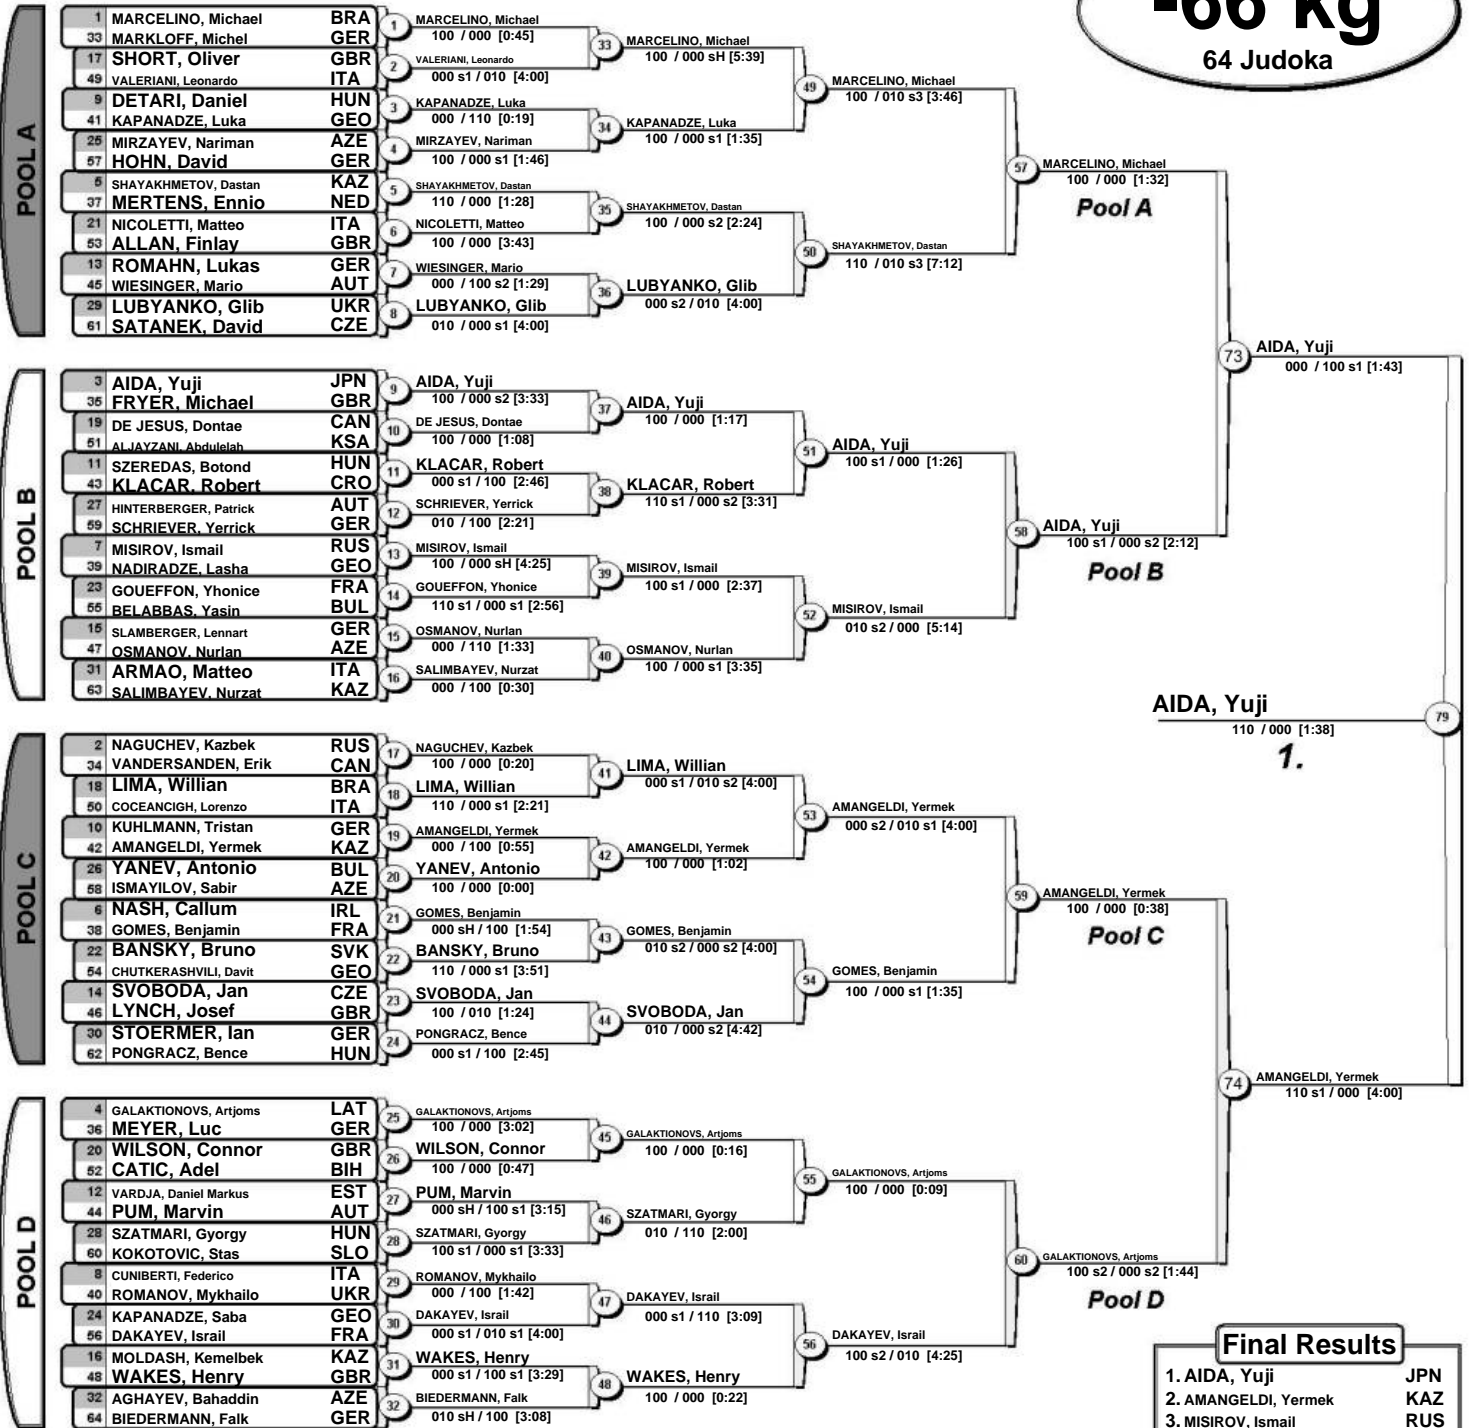 -66 kg
64 Judoka
POOL A
1 MARCELINO, Michael BRA
33 MARKLOFF, Michel GER
17 SHORT, Oliver GBR
49 VALERIANI, Leonardo ITA
9 DETARI, Daniel HUN
41 KAPANADZE, Luka GEO
25 MIRZAYEV, Nariman AZE
57 HOHN, David GER
5 SHAYAKHMETOV, Dastan KAZ
37 MERTENS, Ennio NED
21 NICOLETTI, Matteo ITA
53 ALLAN, Finlay GBR
13 ROMAHN, Lukas GER
45 WIESINGER, Mario AUT
29 LUBYANKO, Glib UKR
61 SATANEK, David CZE
1 MARCELINO, Michael
100 / 000 [0:45]
2 VALERIANI, Leonardo
000 s1 / 010 [4:00]
3 KAPANADZE, Luka
000 / 110 [0:19]
4 MIRZAYEV, Nariman
100 / 000 s1 [1:46]
5 SHAYAKHMETOV, Dastan
110 / 000 [1:28]
6 NICOLETTI, Matteo
100 / 000 [3:43]
7 WIESINGER, Mario
000 / 100 s2 [1:29]
8 LUBYANKO, Glib
010 / 000 s1 [4:00]
33 MARCELINO, Michael
100 / 000 sH [5:39]
34 KAPANADZE, Luka
100 / 000 s1 [1:35]
35 SHAYAKHMETOV, Dastan
100 / 000 s2 [2:24]
36 LUBYANKO, Glib
000 s2 / 010 [4:00]
49 MARCELINO, Michael
100 / 010 s3 [3:46]
50 SHAYAKHMETOV, Dastan
110 / 010 s3 [7:12]
57 MARCELINO, Michael
100 / 000 [1:32]
Pool A
POOL B
3 AIDA, Yuji JPN
35 FRYER, Michael GBR
19 DE JESUS, Dontae CAN
51 ALJAYZANI, Abdulelah KSA
11 SZEREDAS, Botond HUN
43 KLACAR, Robert CRO
27 HINTERBERGER, Patrick AUT
59 SCHRIEVER, Yerrick GER
7 MISIROV, Ismail RUS
39 NADIRADZE, Lasha GEO
23 GOUEFFON, Yhonice FRA
55 BELABBAS, Yasin BUL
15 SLAMBERGER, Lennart GER
47 OSMANOV, Nurlan AZE
31 ARMAO, Matteo ITA
63 SALIMBAYEV, Nurzat KAZ
9 AIDA, Yuji
100 / 000 s2 [3:33]
10 DE JESUS, Dontae
100 / 000 [1:08]
11 KLACAR, Robert
000 s1 / 100 [2:46]
12 SCHRIEVER, Yerrick
010 / 100 [2:21]
13 MISIROV, Ismail
100 / 000 sH [4:25]
14 GOUEFFON, Yhonice
110 s1 / 000 s1 [2:56]
15 OSMANOV, Nurlan
000 / 110 [1:33]
16 SALIMBAYEV, Nurzat
000 / 100 [0:30]
37 AIDA, Yuji
100 / 000 [1:17]
38 KLACAR, Robert
110 s1 / 000 s2 [3:31]
39 MISIROV, Ismail
100 s1 / 000 [2:37]
40 OSMANOV, Nurlan
100 / 000 s1 [3:35]
51 AIDA, Yuji
100 s1 / 000 [1:26]
52 MISIROV, Ismail
010 s2 / 000 [5:14]
58 AIDA, Yuji
100 s1 / 000 s2 [2:12]
Pool B
73 AIDA, Yuji
000 / 100 s1 [1:43]
AIDA, Yuji 79
110 / 000 [1:38]
1.
POOL C
2 NAGUCHEV, Kazbek RUS
34 VANDERSANDEN, Erik CAN
18 LIMA, Willian BRA
50 COCEANCIGH, Lorenzo ITA
10 KUHLMANN, Tristan GER
42 AMANGELDI, Yermek KAZ
26 YANEV, Antonio BUL
58 ISMAYILOV, Sabir AZE
6 NASH, Callum IRL
38 GOMES, Benjamin FRA
22 BANSKY, Bruno SVK
54 CHUTKERASHVILI, Davit GEO
14 SVOBODA, Jan CZE
46 LYNCH, Josef GBR
30 STOERMER, Ian GER
62 PONGRACZ, Bence HUN
17 NAGUCHEV, Kazbek
100 / 000 [0:20]
18 LIMA, Willian
110 / 000 s1 [2:21]
19 AMANGELDI, Yermek
000 / 100 [0:55]
20 YANEV, Antonio
100 / 000 [0:00]
21 GOMES, Benjamin
000 sH / 100 [1:54]
22 BANSKY, Bruno
110 / 000 s1 [3:51]
23 SVOBODA, Jan
100 / 010 [1:24]
24 PONGRACZ, Bence
000 s1 / 100 [2:45]
41 LIMA, Willian
000 s1 / 010 s2 [4:00]
42 AMANGELDI, Yermek
100 / 000 [1:02]
43 GOMES, Benjamin
010 s2 / 000 s2 [4:00]
44 SVOBODA, Jan
010 / 000 s2 [4:42]
53 AMANGELDI, Yermek
000 s2 / 010 s1 [4:00]
54 GOMES, Benjamin
100 / 000 s1 [1:35]
59 AMANGELDI, Yermek
100 / 000 [0:38]
Pool C
POOL D
4 GALAKTIONOVS, Artjoms LAT
36 MEYER, Luc GER
20 WILSON, Connor GBR
52 CATIC, Adel BIH
12 VARDJA, Daniel Markus EST
44 PUM, Marvin AUT
28 SZATMARI, Gyorgy HUN
60 KOKOTOVIC, Stas SLO
8 CUNIBERTI, Federico ITA
40 ROMANOV, Mykhailo UKR
24 KAPANADZE, Saba GEO
56 DAKAYEV, Israil FRA
16 MOLDASH, Kemelbek KAZ
48 WAKES, Henry GBR
32 AGHAYEV, Bahaddin AZE
64 BIEDERMANN, Falk GER
25 GALAKTIONOVS, Artjoms
100 / 000 [3:02]
26 WILSON, Connor
100 / 000 [0:47]
27 PUM, Marvin
000 sH / 100 s1 [3:15]
28 SZATMARI, Gyorgy
100 s1 / 000 s1 [3:33]
29 ROMANOV, Mykhailo
000 / 100 [1:42]
30 DAKAYEV, Israil
000 s1 / 010 s1 [4:00]
31 WAKES, Henry
000 s1 / 100 s1 [3:29]
32 BIEDERMANN, Falk
010 sH / 100 [3:08]
45 GALAKTIONOVS, Artjoms
100 / 000 [0:16]
46 SZATMARI, Gyorgy
010 / 110 [2:00]
47 DAKAYEV, Israil
000 s1 / 110 [3:09]
48 WAKES, Henry
100 / 000 [0:22]
55 GALAKTIONOVS, Artjoms
100 / 000 [0:09]
56 DAKAYEV, Israil
100 s2 / 010 [4:25]
60 GALAKTIONOVS, Artjoms
100 s2 / 000 s2 [1:44]
Pool D
74 AMANGELDI, Yermek
110 s1 / 000 [4:00]
Final Results
1. AIDA, Yuji JPN
2. AMANGELDI, Yermek KAZ
3. MISIROV, Ismail RUS